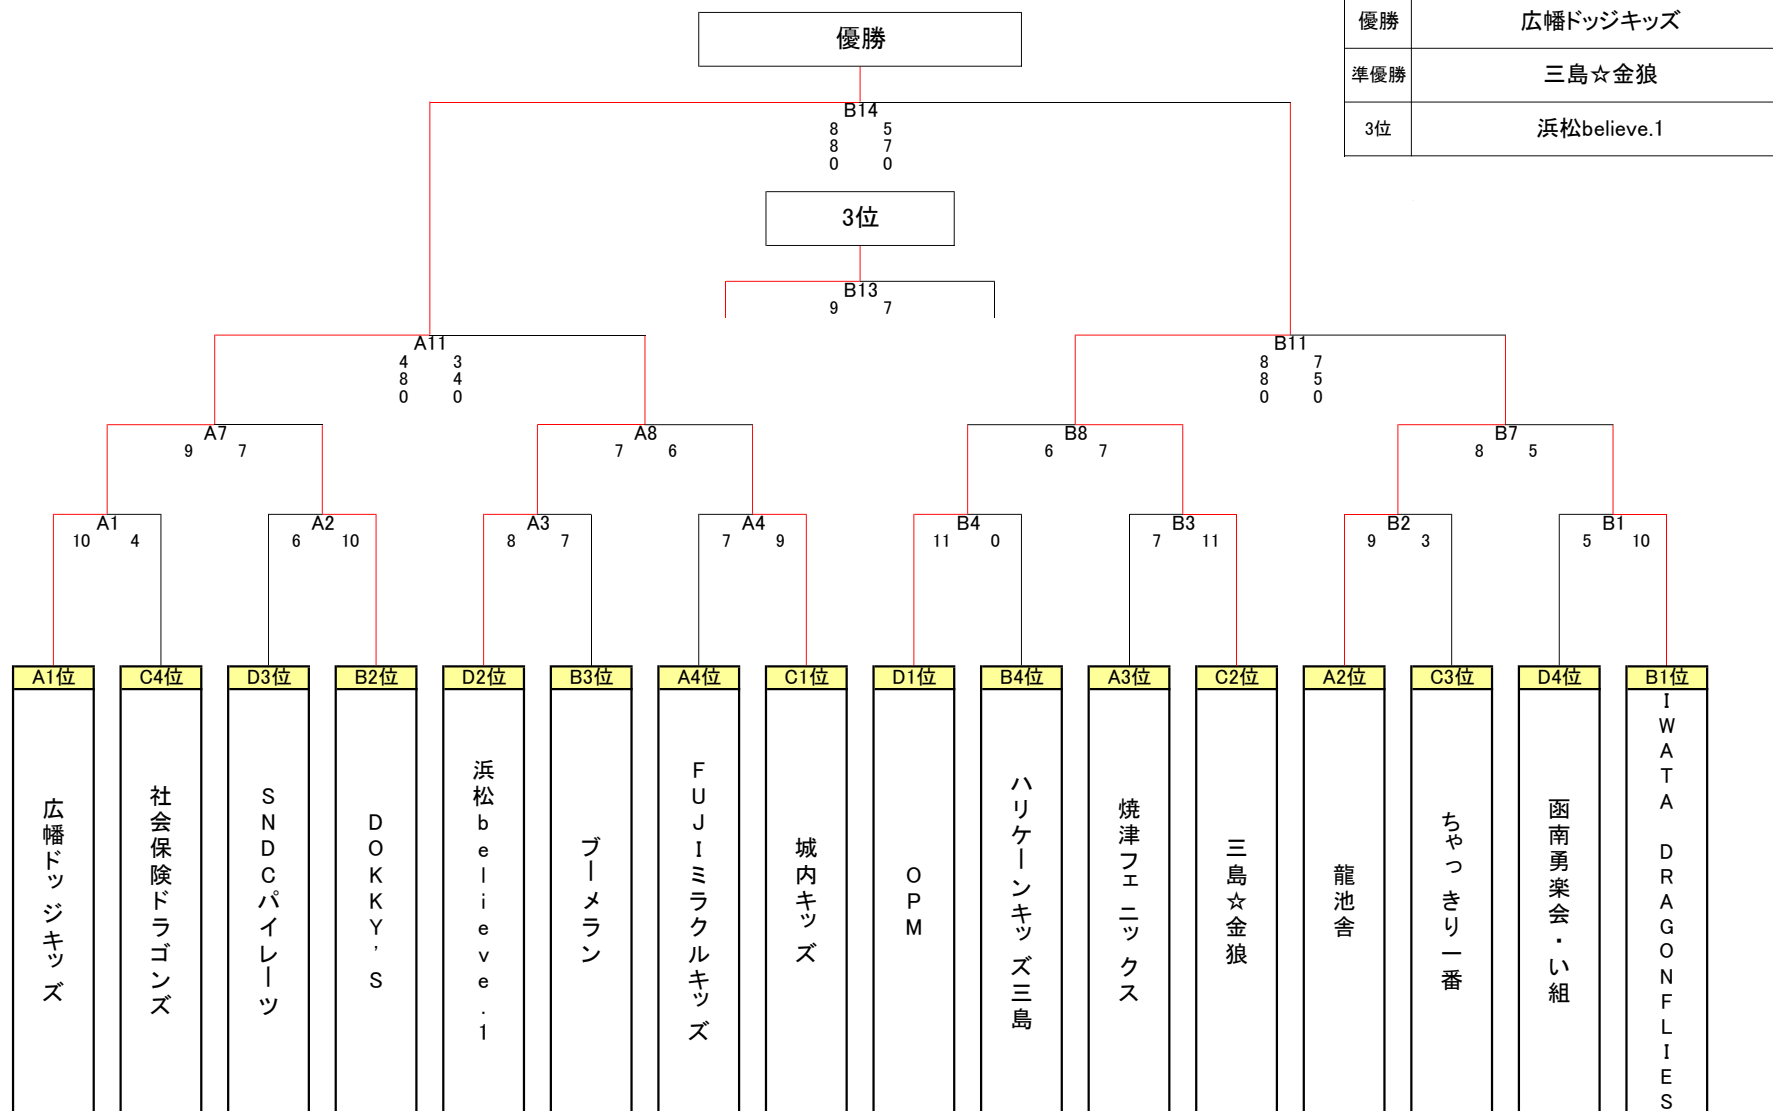 優勝
優勝 広幡ドッジキッズ
準優勝 三島☆金狼
3位 浜松believe.1
B14
8 5
8 7
0 0
3位
B13
9 7
A11
4 3
8 4
0 0
B11
8 7
8 5
0 0
A7
9 7
A8
7 6
B8
6 7
B7
8 5
A1
10 4
A2
6 10
A3
8 7
A4
7 9
B4
11 0
B3
7 11
B2
9 3
B1
5 10
A1位
広幡ドッジキッズ
C4位
社会保険ドラゴンズ
D3位
SNDCパイレーツ
B2位
DOKKY'S
D2位
浜松believe.1
B3位
ブーメラン
A4位
FUJIミラクルキッズ
C1位
城内キッズ
D1位
OPM
B4位
ハリケーンキッズ三島
A3位
焼津フェニックス
C2位
三島☆金狼
A2位
龍池舎
C3位
ちゃっきり一番
D4位
函南勇楽会・い組
B1位
IWATA DRAGONFLIES